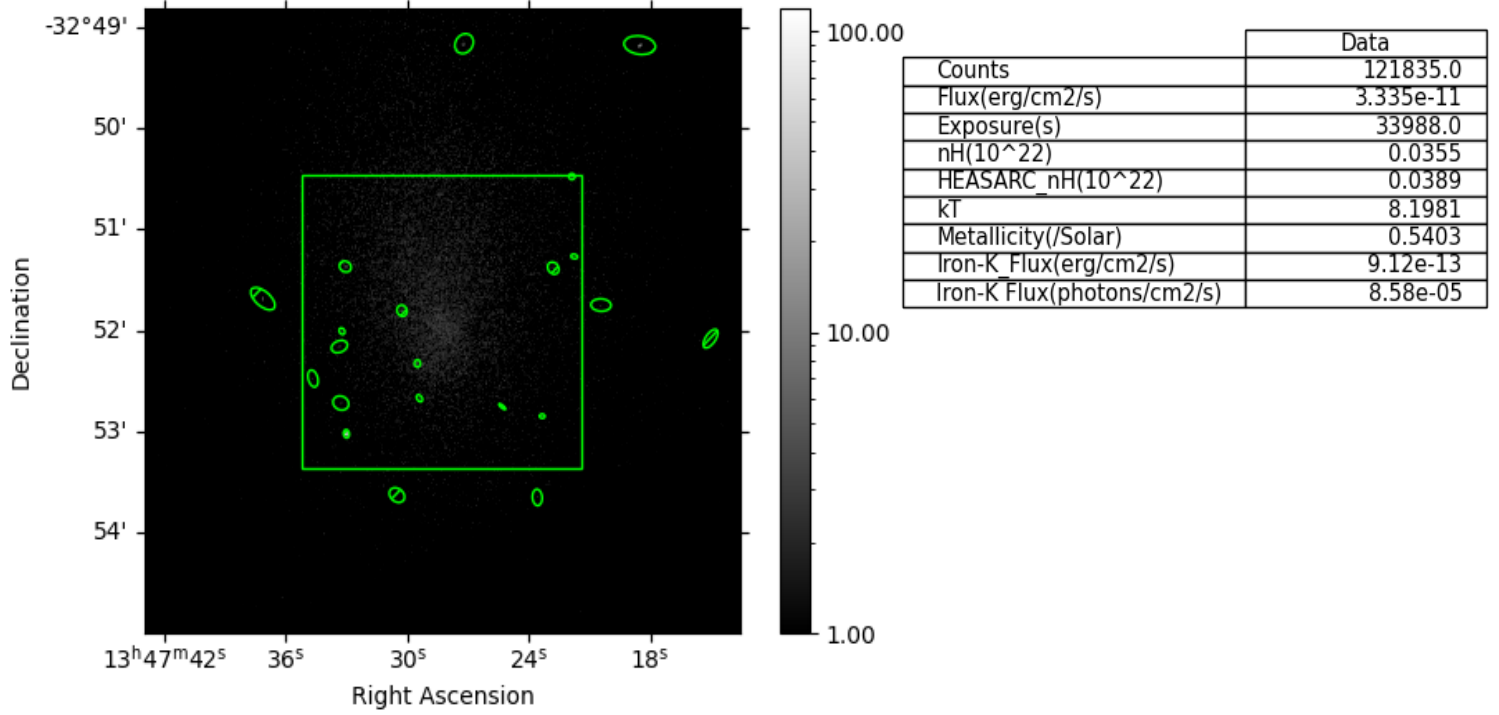 -32°49'
50'
51'
52'
53'
54'
Declination
13ʰ47ᵐ42ˢ 36ˢ 30ˢ 24ˢ 18ˢ
Right Ascension
100.00
10.00
1.00
Data
Counts 121835.0
Flux(erg/cm2/s) 3.335e-11
Exposure(s) 33988.0
nH(10^22) 0.0355
HEASARC_nH(10^22) 0.0389
kT 8.1981
Metallicity(/Solar) 0.5403
Iron-K_Flux(erg/cm2/s) 9.12e-13
Iron-K Flux(photons/cm2/s) 8.58e-05